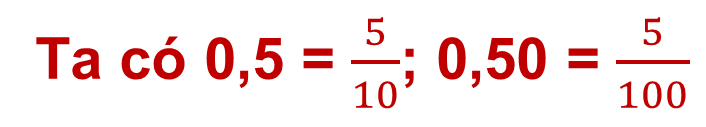 Ta có 0,5 = 5/10; 0,50 = 5/100